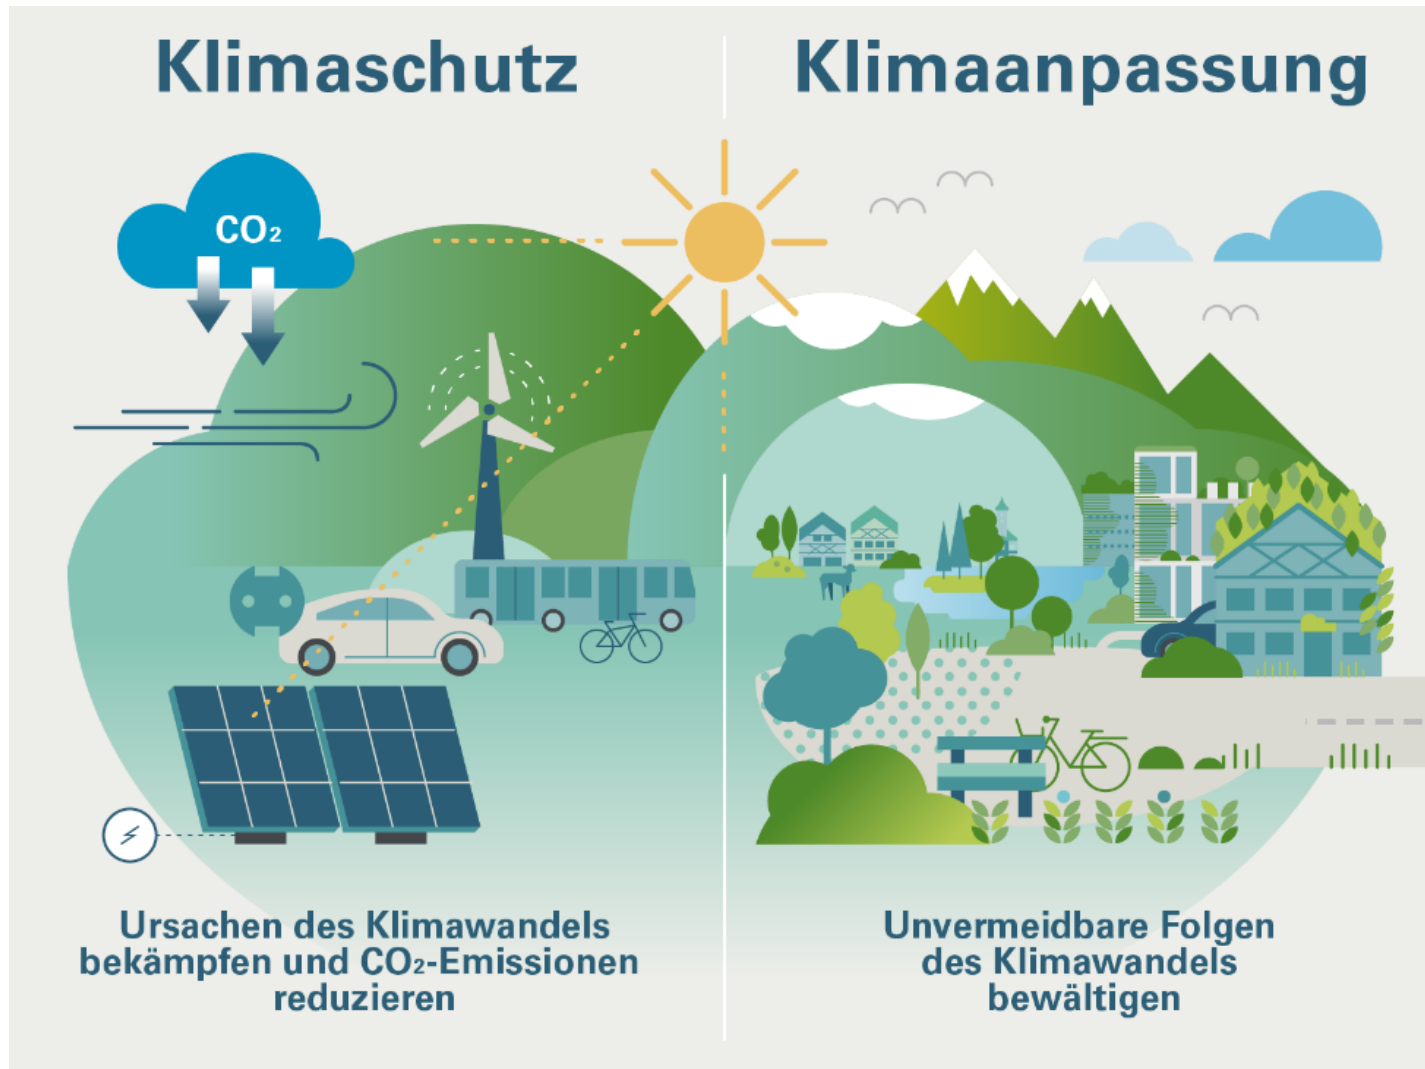 Klimaschutz
Klimaanpassung
CO₂
Ursachen des Klimawandels
bekämpfen und CO₂-Emissionen
reduzieren
Unvermeidbare Folgen
des Klimawandels
bewältigen